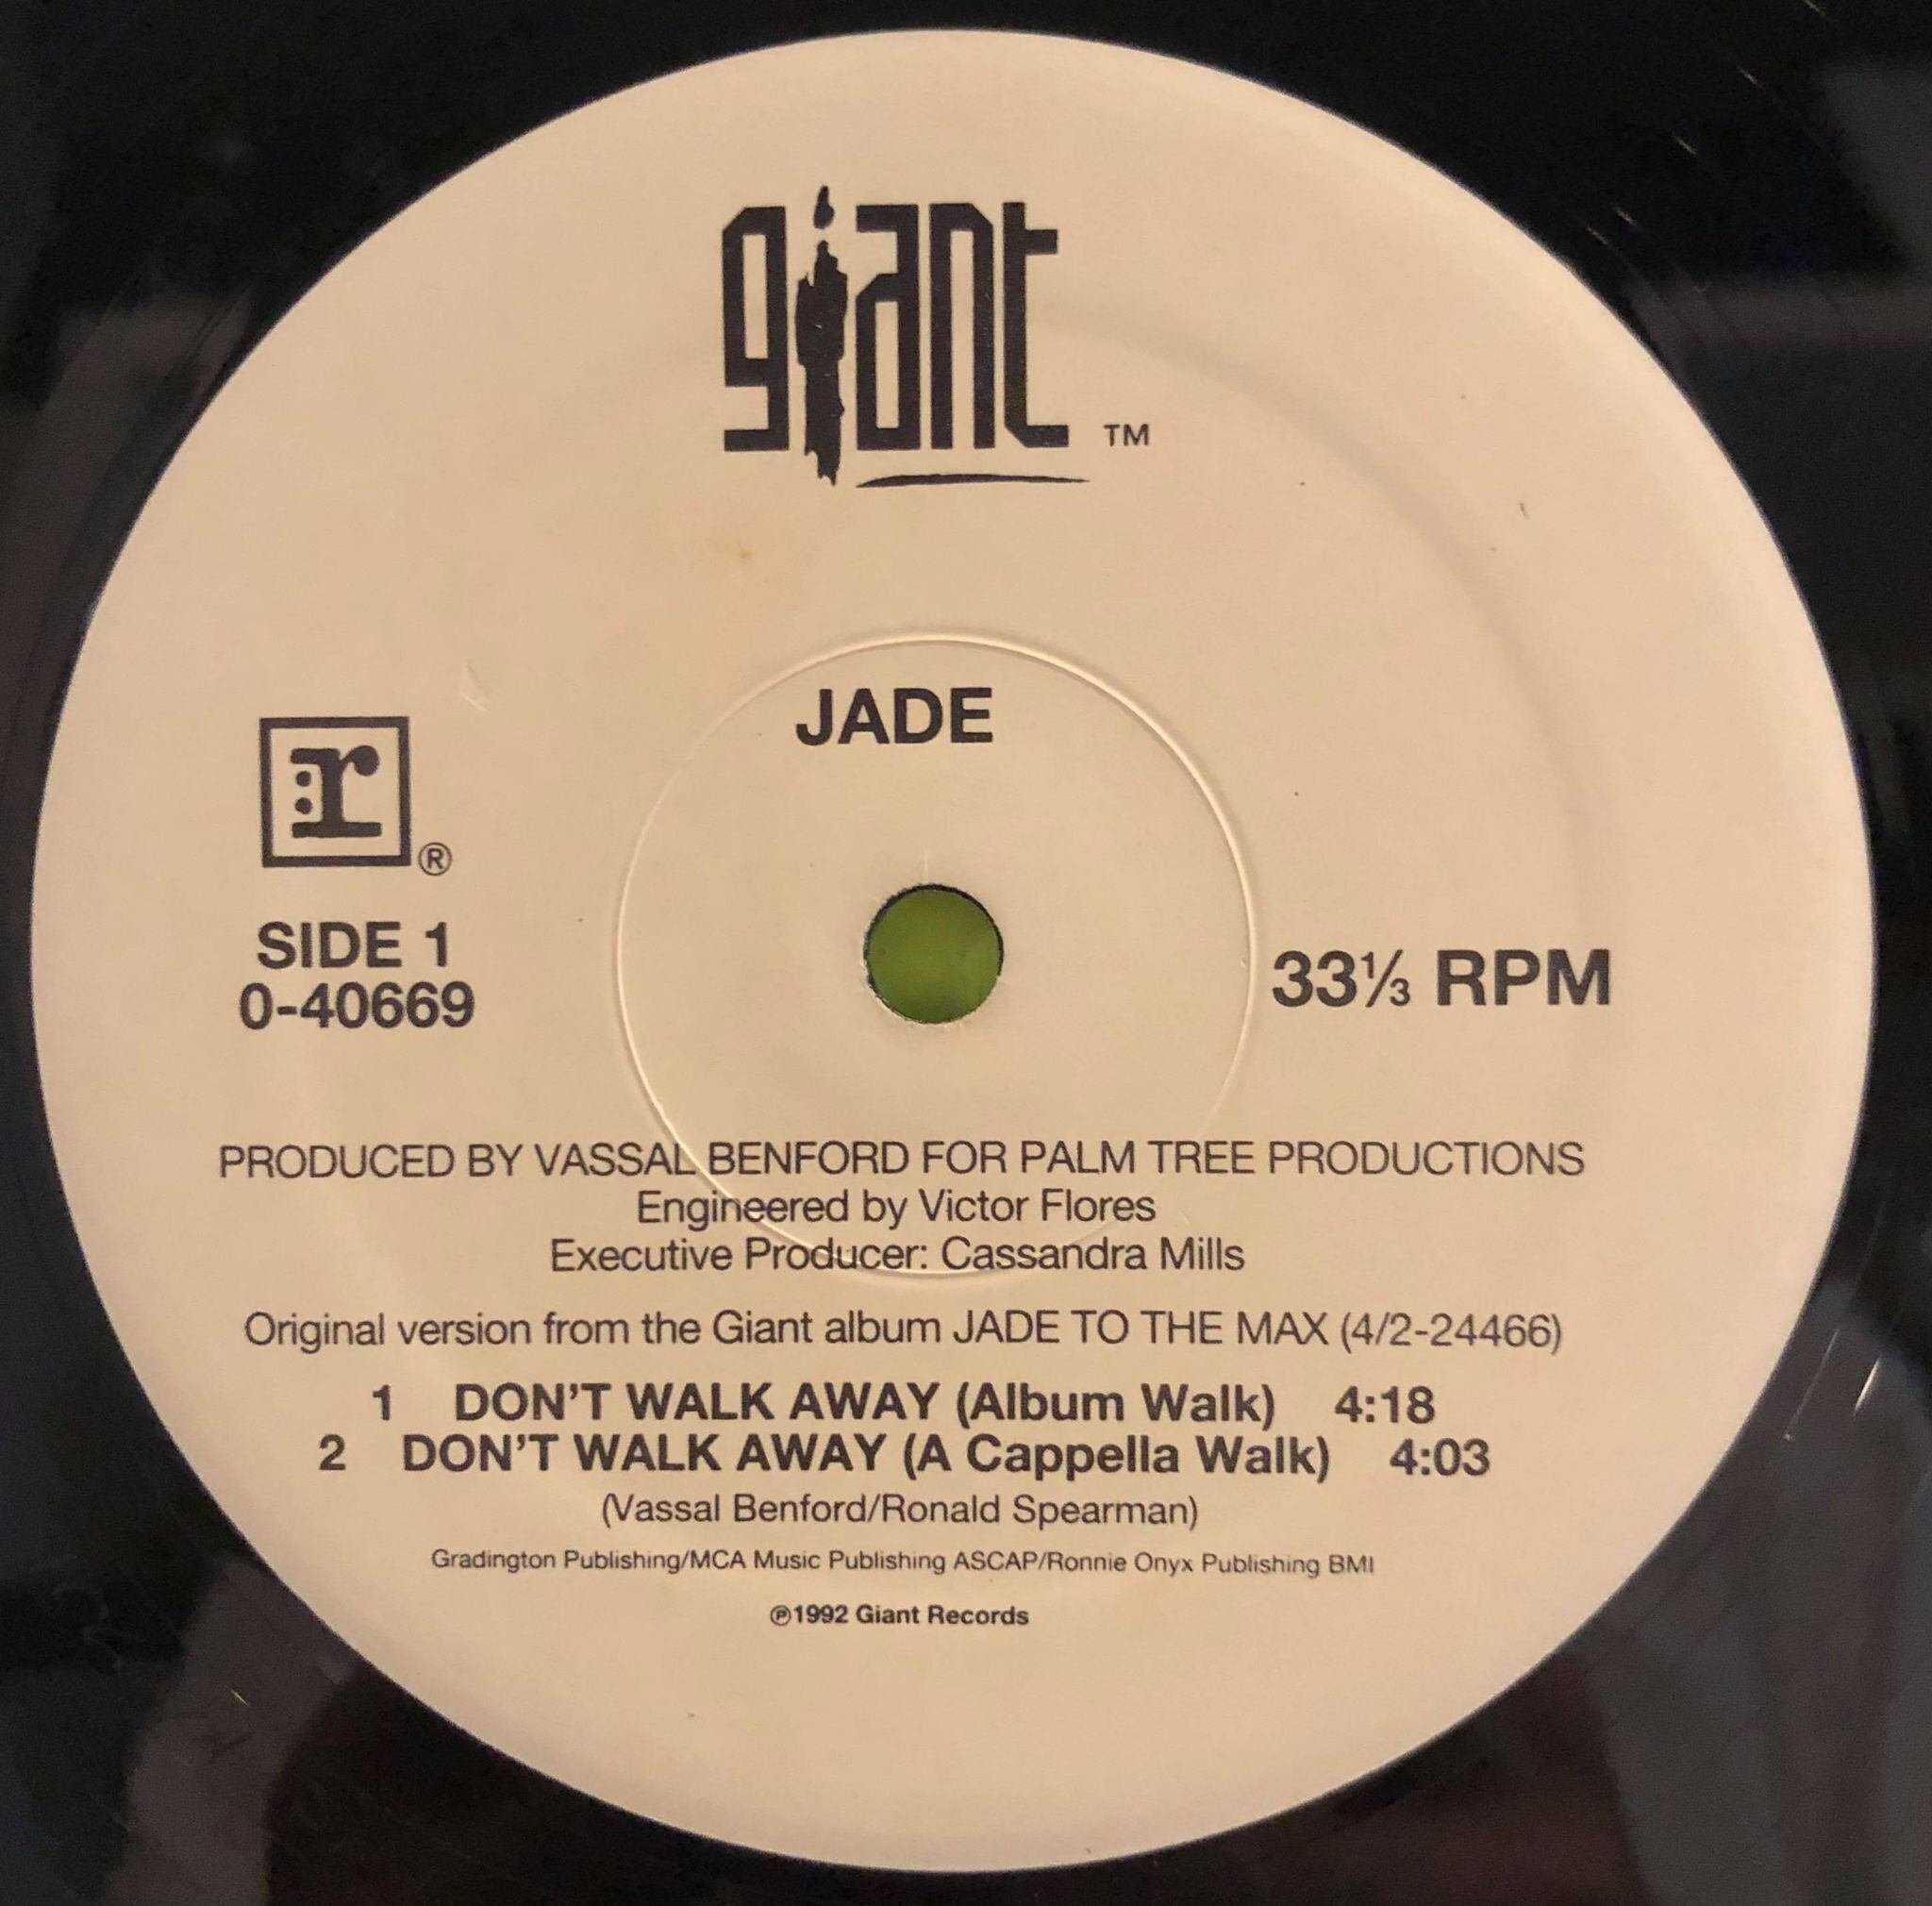 giant ™
JADE
r ®
SIDE 1
0-40669
33⅓ RPM
PRODUCED BY VASSAL BENFORD FOR PALM TREE PRODUCTIONS
Engineered by Victor Flores
Executive Producer: Cassandra Mills
Original version from the Giant album JADE TO THE MAX (4/2-24466)
1 DON'T WALK AWAY (Album Walk) 4:18
2 DON'T WALK AWAY (A Cappella Walk) 4:03
(Vassal Benford/Ronald Spearman)
Gradington Publishing/MCA Music Publishing ASCAP/Ronnie Onyx Publishing BMI
℗1992 Giant Records